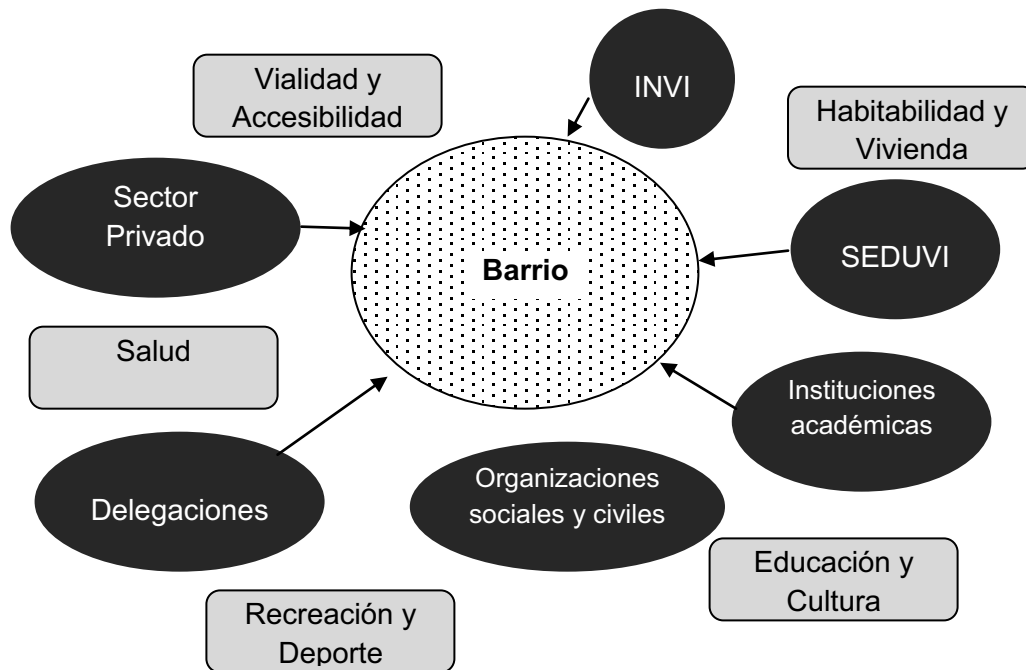 Vialidad y
Accesibilidad
INVI
Habitabilidad y
Vivienda
Sector
Privado
Barrio
SEDUVI
Salud
Instituciones
académicas
Delegaciones
Organizaciones
sociales y civiles
Educación y
Cultura
Recreación y
Deporte